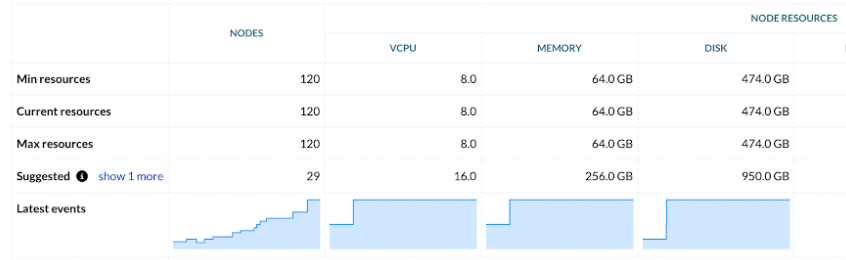 NODE RESOURCES
NODES
VCPU MEMORY DISK
Min resources 120 8.0 64.0 GB 474.0 GB
Current resources 120 8.0 64.0 GB 474.0 GB
Max resources 120 8.0 64.0 GB 474.0 GB
Suggested show 1 more 29 16.0 256.0 GB 950.0 GB
Latest events